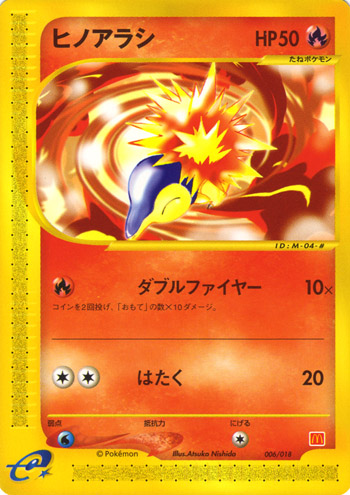 ヒノアラシ HP50
たねポケモン
ID:M-04-#
ダブルファイヤー 10×
コインを2回投げ、「おもて」の数×10ダメージ。
はたく 20
弱点 抵抗力 にげる
© Pokémon Illus.Atsuko Nishida 006/018